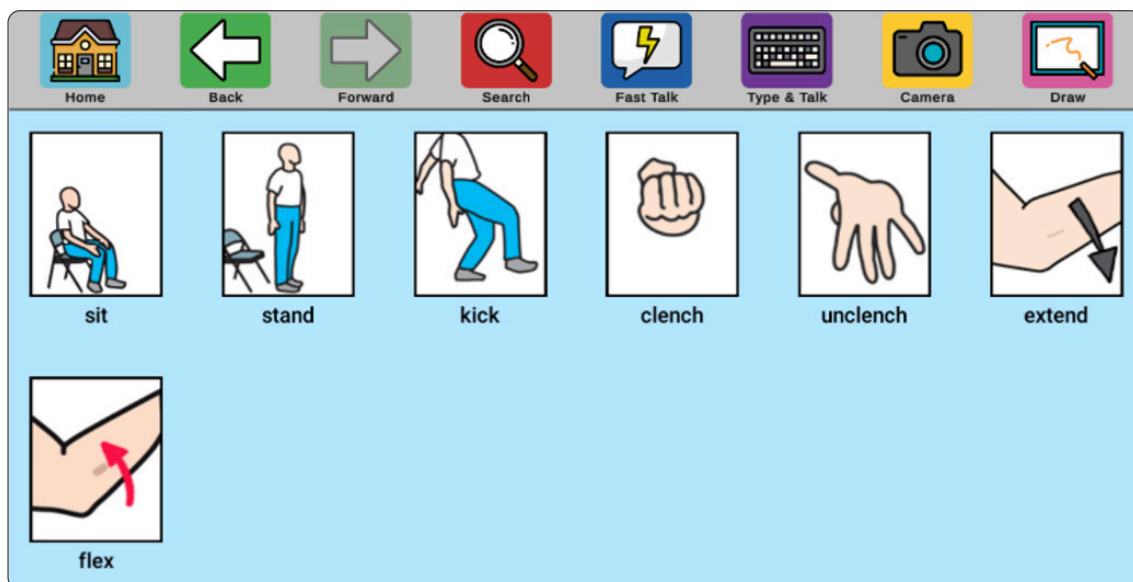 Home Back Forward Search Fast Talk Type & Talk Camera Draw
sit stand kick clench unclench extend
flex